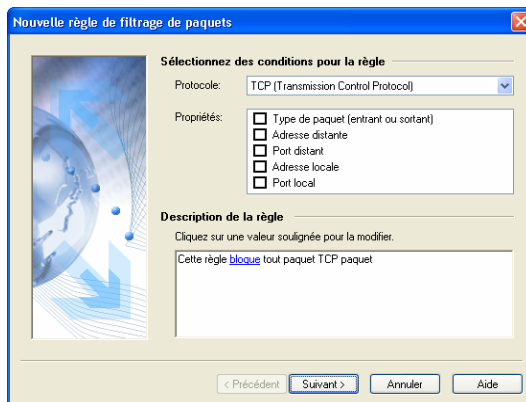 Nouvelle règle de filtrage de paquets
Sélectionnez des conditions pour la règle
Protocole: TCP (Transmission Control Protocol)
Propriétés:
Type de paquet (entrant ou sortant)
Adresse distante
Port distant
Adresse locale
Port local
Description de la règle
Cliquez sur une valeur soulignée pour la modifier.
Cette règle bloque tout paquet TCP paquet
< Précédent Suivant > Annuler Aide